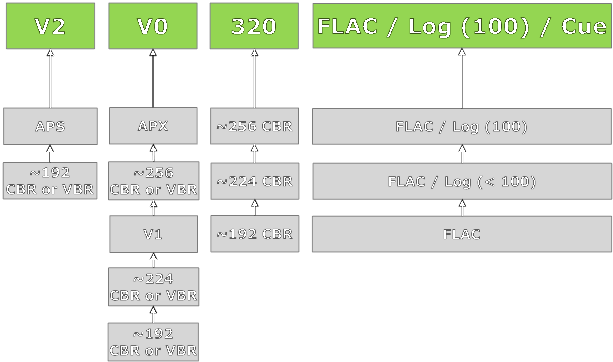 V2
V0
320
FLAC / Log (100) / Cue
APS
APX
~256 CBR
FLAC / Log (100)
~192
CBR or VBR
~256
CBR or VBR
~224 CBR
FLAC / Log (< 100)
V1
~192 CBR
FLAC
~224
CBR or VBR
~192
CBR or VBR